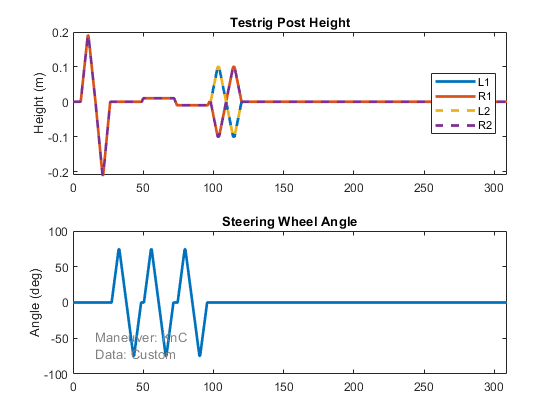 Testrig Post Height
Height (m)
0.2
0.1
0
-0.1
-0.2
L1
R1
L2
R2
0 50 100 150 200 250 300
Steering Wheel Angle
Angle (deg)
100
50
0
-50
-100
Maneuver: KnC
Data: Custom
0 50 100 150 200 250 300